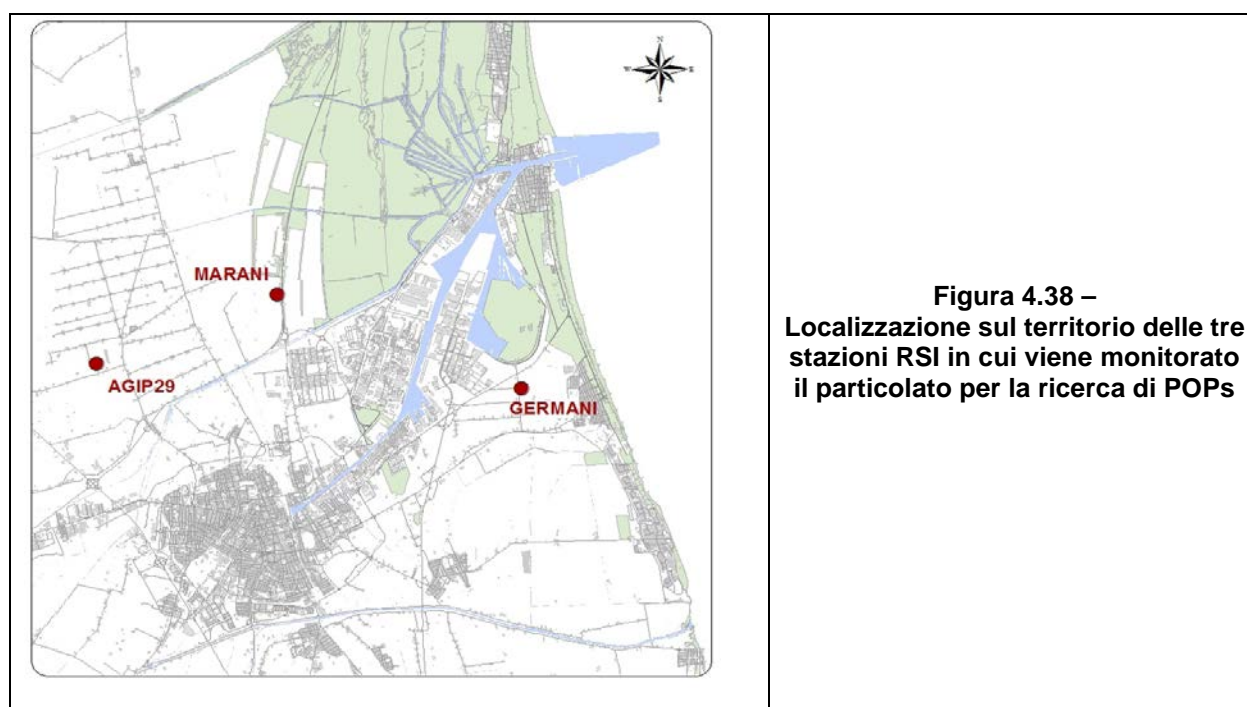 N
W
E
S
MARANI
AGIP29
GERMANI
Figura 4.38 –
Localizzazione sul territorio delle tre
stazioni RSI in cui viene monitorato
il particolato per la ricerca di POPs